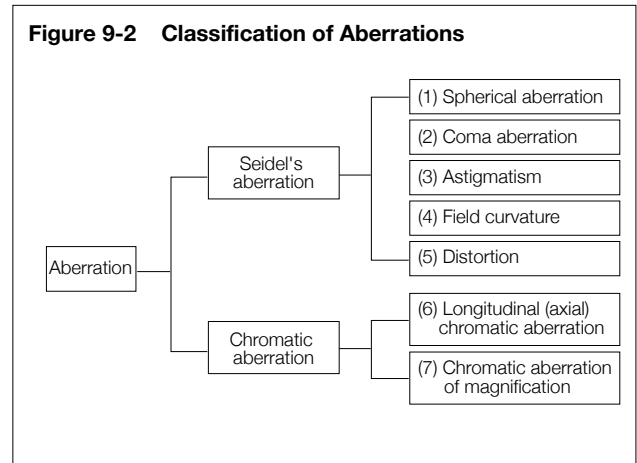 Figure 9-2 Classification of Aberrations
Aberration
Seidel's
aberration
(1) Spherical aberration
(2) Coma aberration
(3) Astigmatism
(4) Field curvature
(5) Distortion
Chromatic
aberration
(6) Longitudinal (axial)
chromatic aberration
(7) Chromatic aberration
of magnification